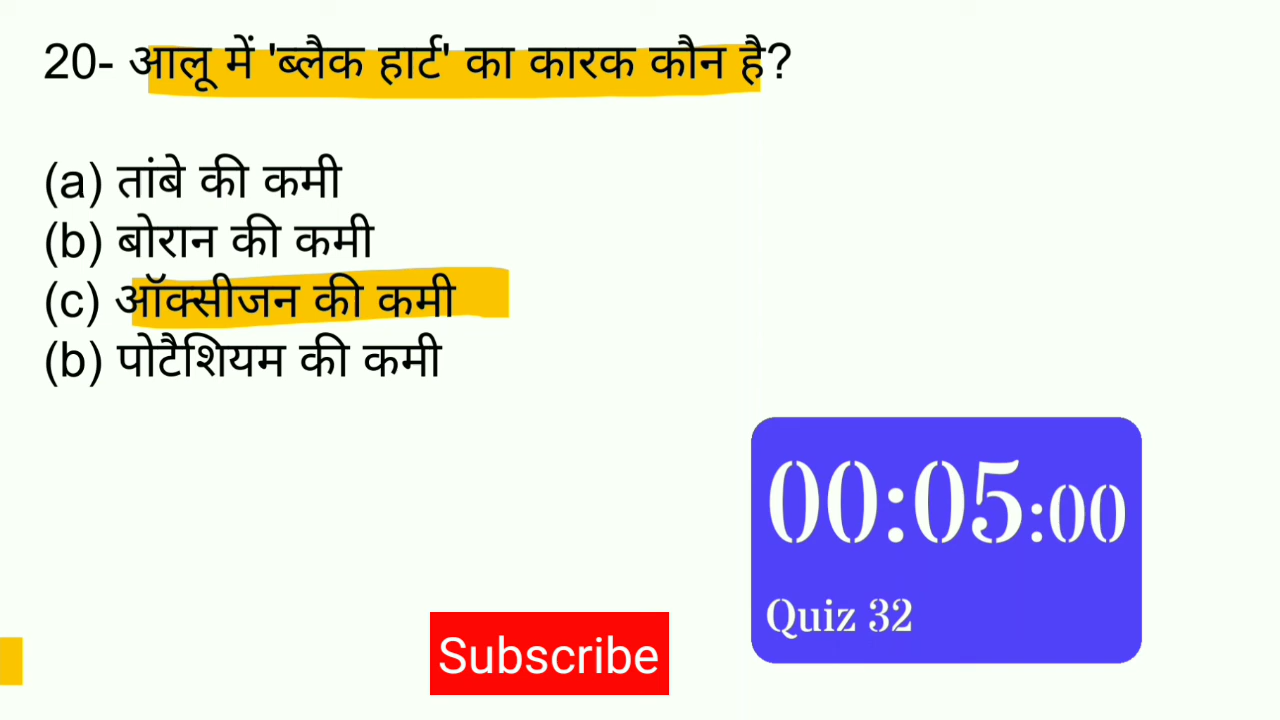 20- आलू में 'ब्लैक हार्ट' का कारक कौन है?
(a) तांबे की कमी
(b) बोरान की कमी
(c) ऑक्सीजन की कमी
(b) पोटैशियम की कमी
00:05:00
Quiz 32
Subscribe